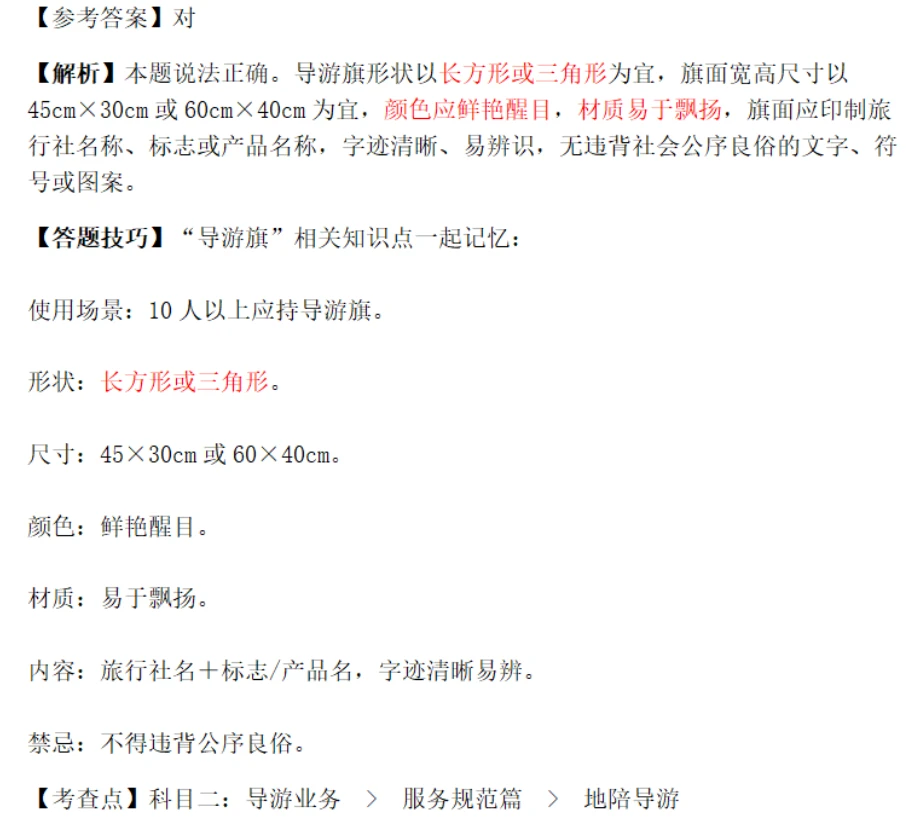 【参考答案】对
【解析】本题说法正确。导游旗形状以长方形或三角形为宜，旗面宽高尺寸以
45cm×30cm 或 60cm×40cm 为宜，颜色应鲜艳醒目，材质易于飘扬，旗面应印制旅
行社名称、标志或产品名称，字迹清晰、易辨识，无违背社会公序良俗的文字、符
号或图案。
【答题技巧】“导游旗”相关知识点一起记忆：
使用场景：10 人以上应持导游旗。
形状：长方形或三角形。
尺寸：45×30cm 或 60×40cm。
颜色：鲜艳醒目。
材质：易于飘扬。
内容：旅行社名＋标志/产品名，字迹清晰易辨。
禁忌：不得违背公序良俗。
【考查点】科目二：导游业务 > 服务规范篇 > 地陪导游